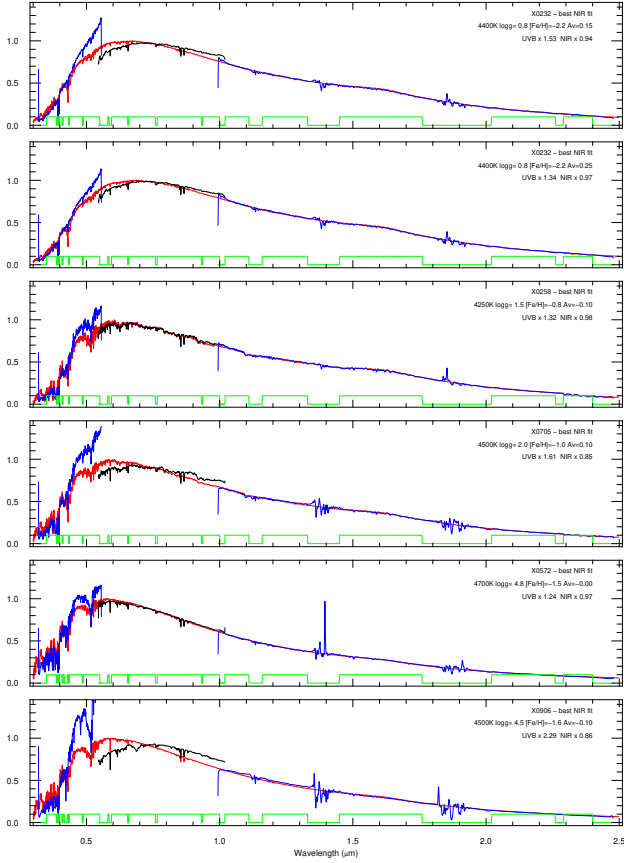 X0232 − best NIR fit
4400K logg= 0.8 [Fe/H]=−2.2 Av=0.15
UVB x 1.53 NIR x 0.94
1.0
0.5
0.0
X0232 − best NIR fit
4400K logg= 0.8 [Fe/H]=−2.2 Av=0.25
UVB x 1.34 NIR x 0.97
1.0
0.5
0.0
X0258 − best NIR fit
4250K logg= 1.5 [Fe/H]=−0.8 Av=−0.10
UVB x 1.32 NIR x 0.98
1.0
0.5
0.0
X0705 − best NIR fit
4500K logg= 2.0 [Fe/H]=−1.0 Av=0.10
UVB x 1.61 NIR x 0.85
1.0
0.5
0.0
X0572 − best NIR fit
4700K logg= 4.8 [Fe/H]=−1.5 Av=−0.00
UVB x 1.24 NIR x 0.97
1.0
0.5
0.0
X0906 − best NIR fit
4500K logg= 4.5 [Fe/H]=−1.6 Av=−0.10
UVB x 2.29 NIR x 0.86
1.0
0.5
0.0
0.5 1.0 1.5 2.0 2.5
Wavelength (μm)